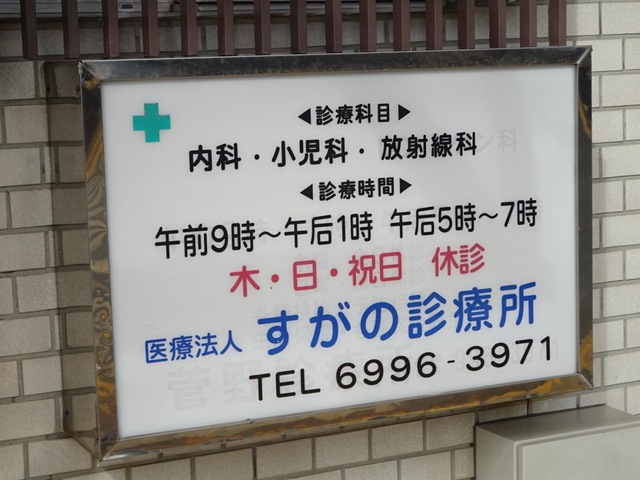 ◀診療科目▶
内科・小児科・放射線科
◀診療時間▶
午前9時～午后1時 午后5時～7時
木・日・祝日 休診
医療法人 すがの診療所
TEL 6996-3971